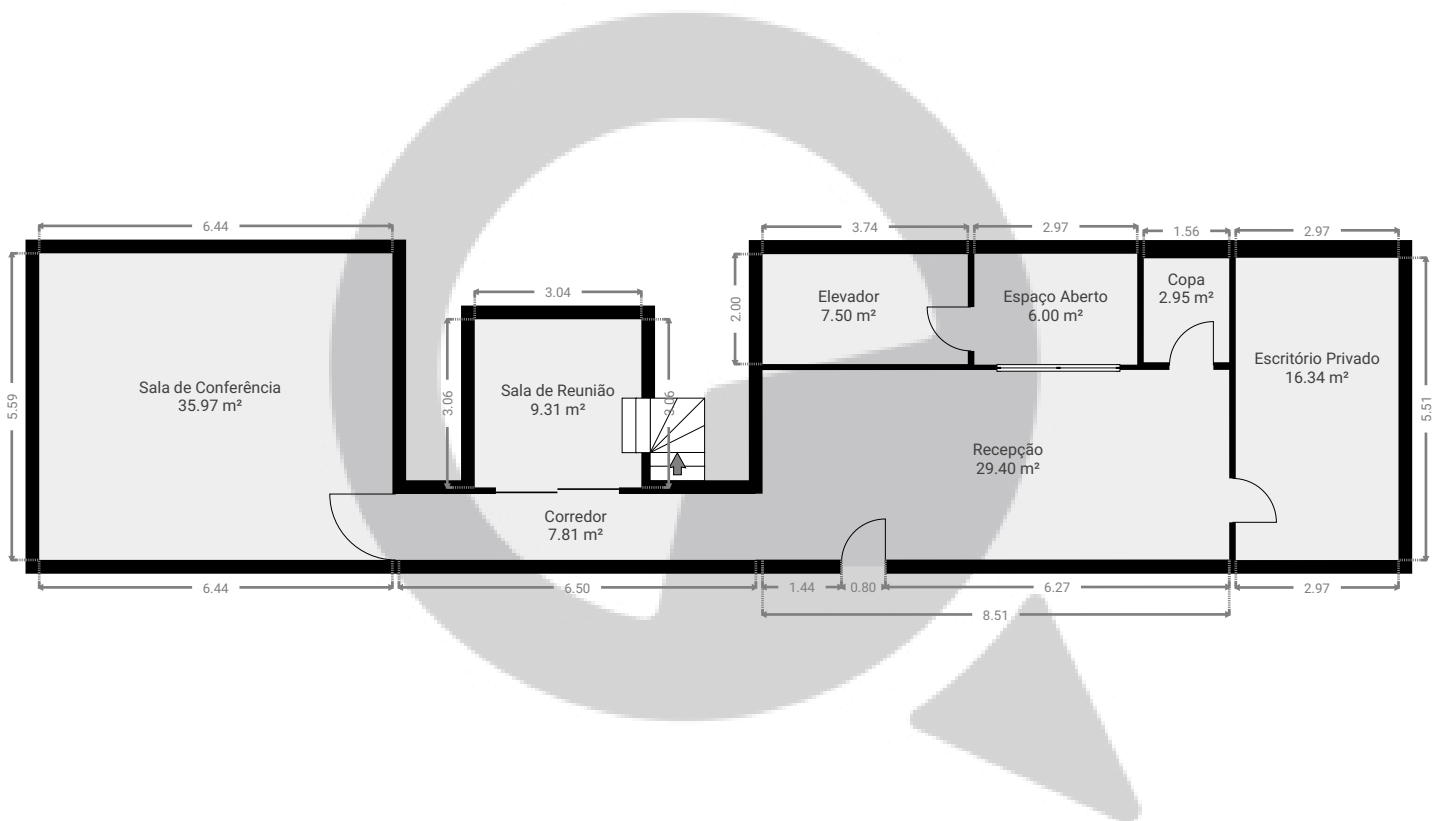 6.44
3.74
2.97
1.56
2.97
3.04
2.00
Elevador
7.50 m²
Espaço Aberto
6.00 m²
Copa
2.95 m²
Escritório Privado
16.34 m²
Sala de Conferência
35.97 m²
Sala de Reunião
9.31 m²
5.59
3.06
3.06
5.51
Recepção
29.40 m²
Corredor
7.81 m²
6.44
6.50
1.44
0.80
6.27
2.97
8.51